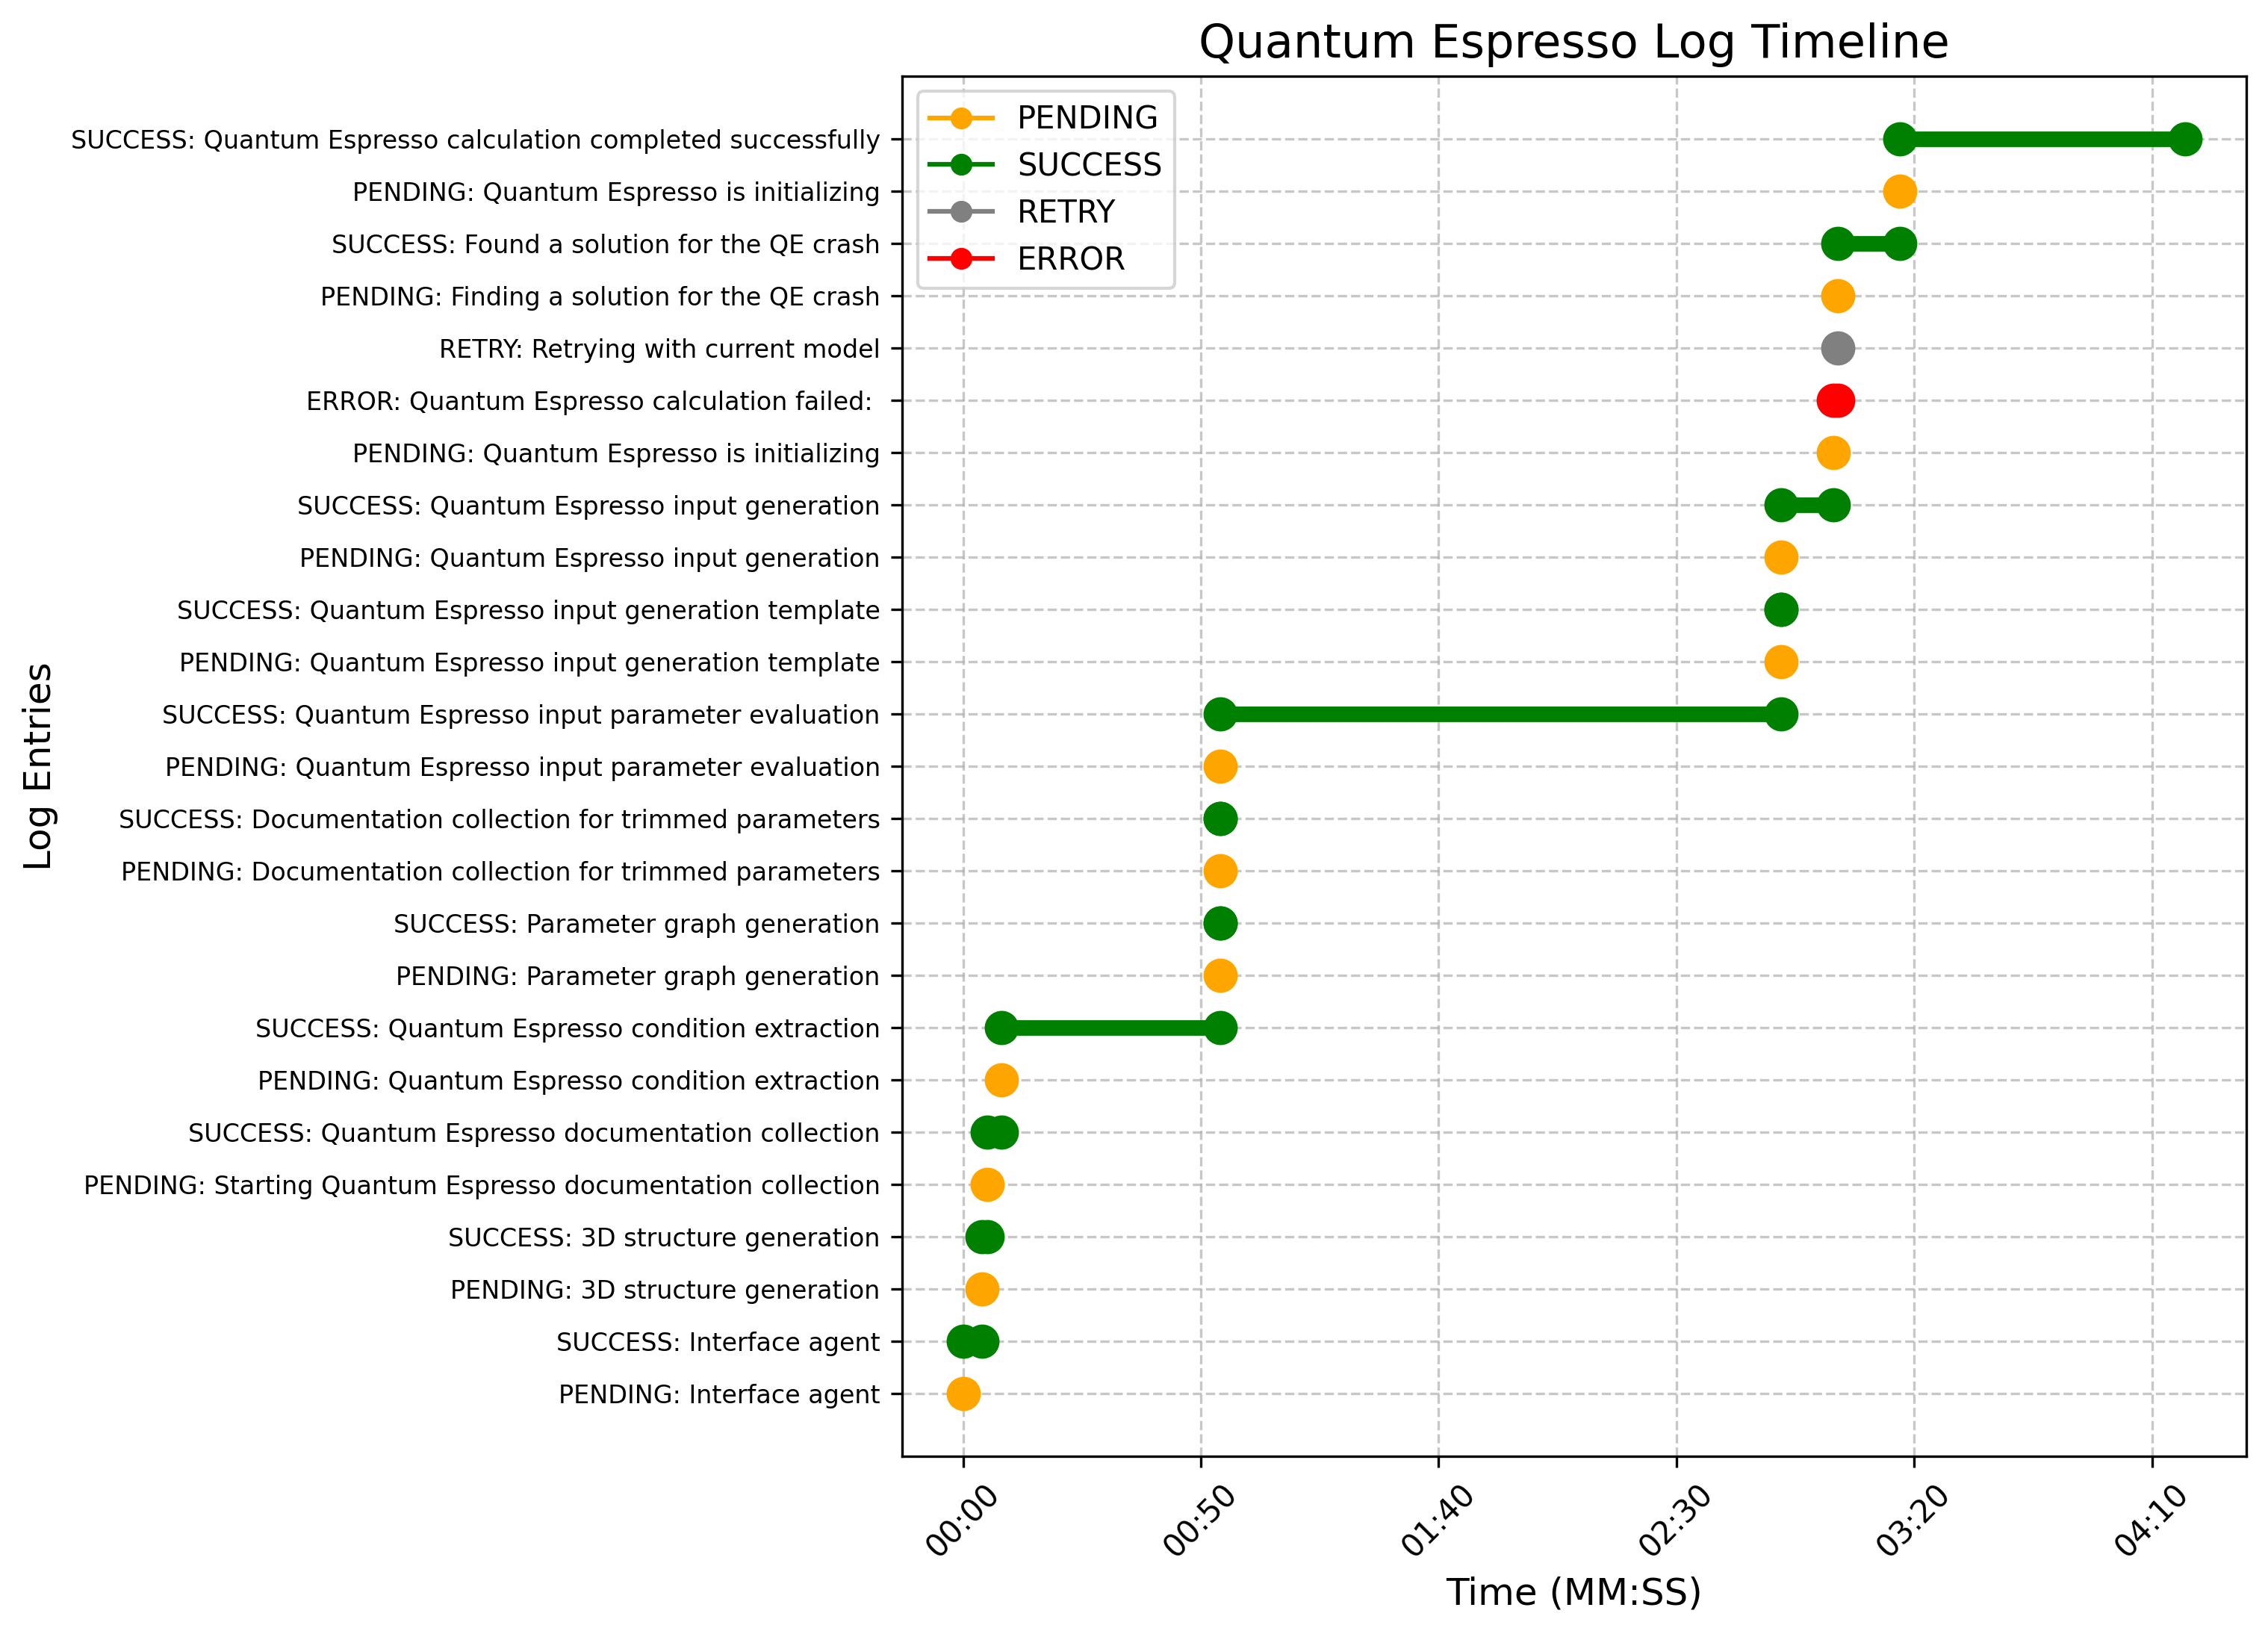 Quantum Espresso Log Timeline
PENDING
SUCCESS
RETRY
ERROR
SUCCESS: Quantum Espresso calculation completed successfully
PENDING: Quantum Espresso is initializing
SUCCESS: Found a solution for the QE crash
PENDING: Finding a solution for the QE crash
RETRY: Retrying with current model
ERROR: Quantum Espresso calculation failed:
PENDING: Quantum Espresso is initializing
SUCCESS: Quantum Espresso input generation
PENDING: Quantum Espresso input generation
SUCCESS: Quantum Espresso input generation template
PENDING: Quantum Espresso input generation template
SUCCESS: Quantum Espresso input parameter evaluation
PENDING: Quantum Espresso input parameter evaluation
SUCCESS: Documentation collection for trimmed parameters
PENDING: Documentation collection for trimmed parameters
SUCCESS: Parameter graph generation
PENDING: Parameter graph generation
SUCCESS: Quantum Espresso condition extraction
PENDING: Quantum Espresso condition extraction
SUCCESS: Quantum Espresso documentation collection
PENDING: Starting Quantum Espresso documentation collection
SUCCESS: 3D structure generation
PENDING: 3D structure generation
SUCCESS: Interface agent
PENDING: Interface agent
Log Entries
00:00
00:50
01:40
02:30
03:20
04:10
Time (MM:SS)